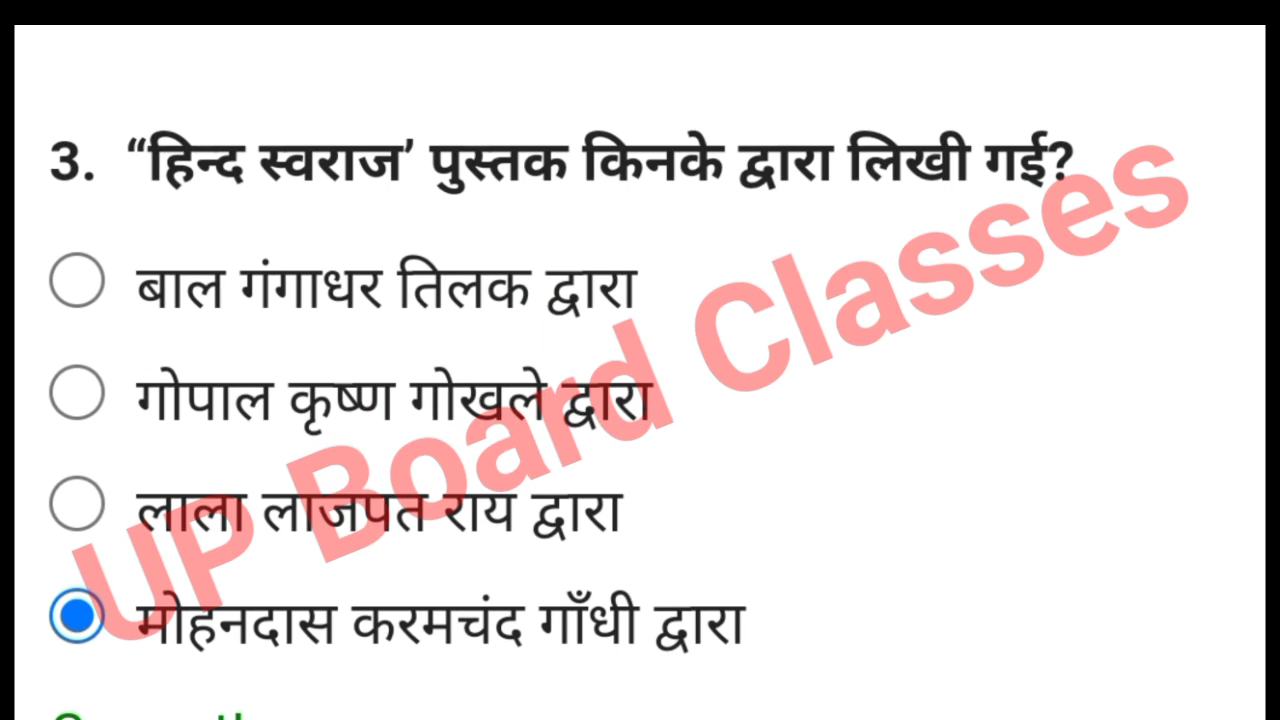 3. “हिन्द स्वराज’ पुस्तक किनके द्वारा लिखी गई?
बाल गंगाधर तिलक द्वारा
गोपाल कृष्ण गोखले द्वारा
लाला लाजपत राय द्वारा
मोहनदास करमचंद गाँधी द्वारा
UP Board Classes